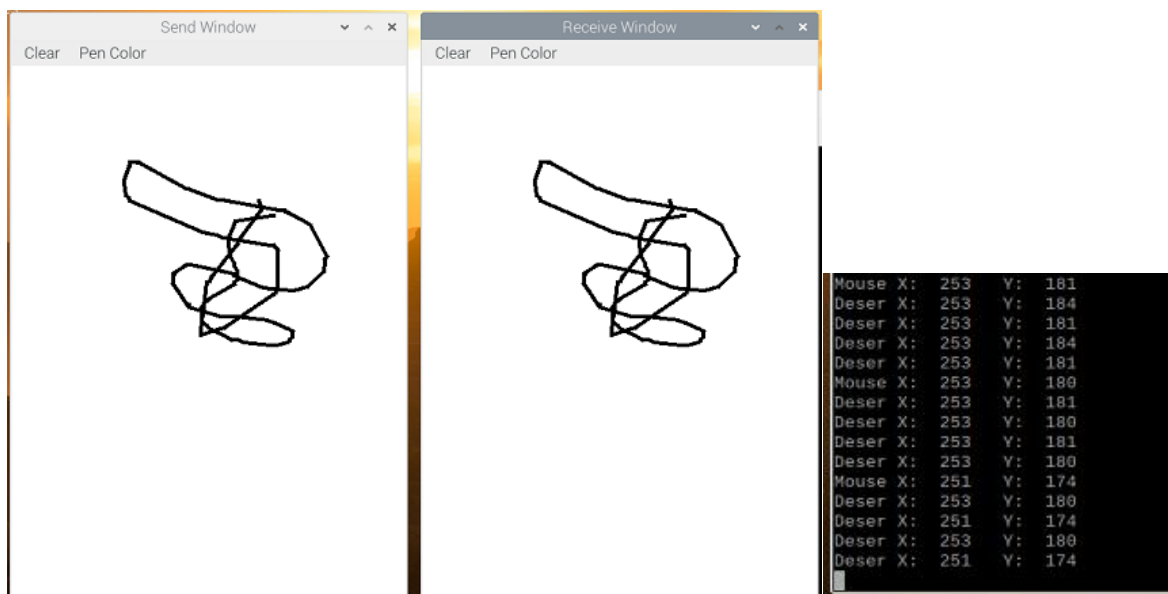 Send Window
Clear Pen Color
Receive Window
Clear Pen Color
Mouse X: 253 Y: 181
Deser X: 253 Y: 184
Deser X: 253 Y: 181
Deser X: 253 Y: 184
Deser X: 253 Y: 181
Mouse X: 253 Y: 180
Deser X: 253 Y: 181
Deser X: 253 Y: 180
Deser X: 253 Y: 181
Deser X: 253 Y: 180
Mouse X: 251 Y: 174
Deser X: 253 Y: 180
Deser X: 251 Y: 174
Deser X: 253 Y: 180
Deser X: 251 Y: 174